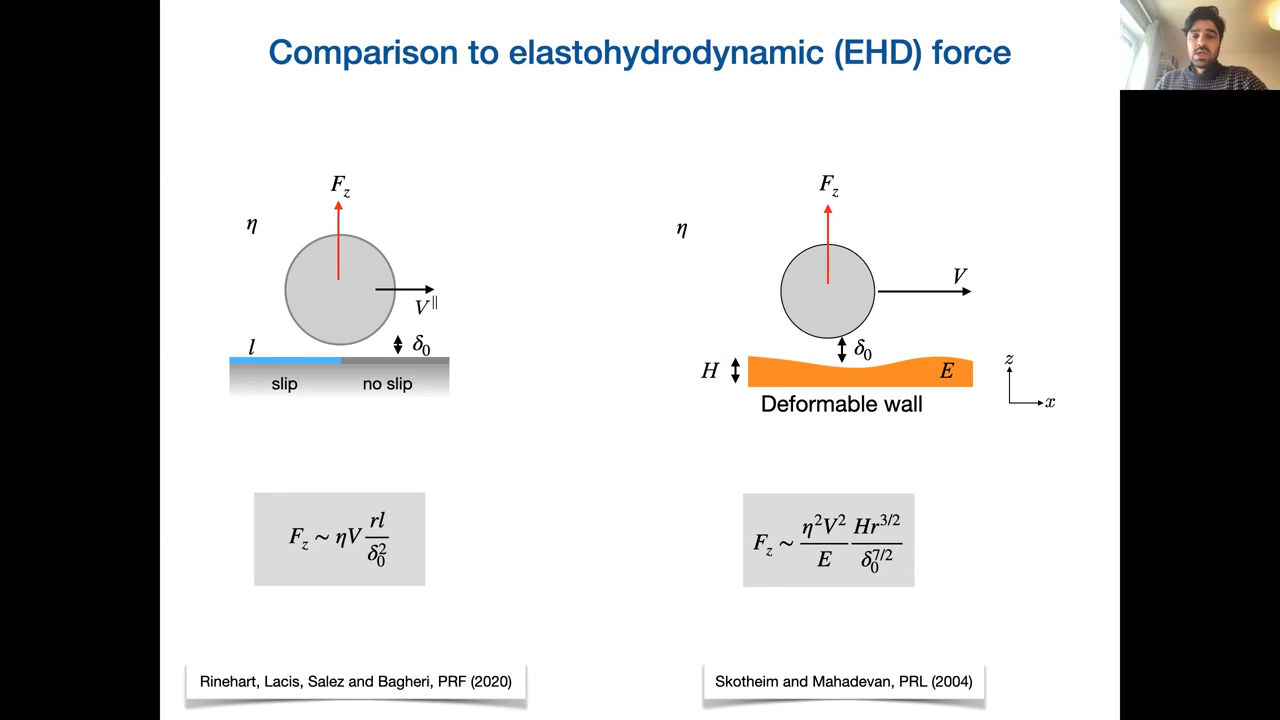 Comparison to elastohydrodynamic (EHD) force
F_z
η
V^∥
δ_0
l
slip
no slip
F_z ~ ηV rl/δ_0^2
Rinehart, Lacis, Salez and Bagheri, PRF (2020)
F_z
η
V
δ_0
H
E
z
x
Deformable wall
F_z ~ η^2V^2/E Hr^{3/2}/δ_0^{7/2}
Skotheim and Mahadevan, PRL (2004)